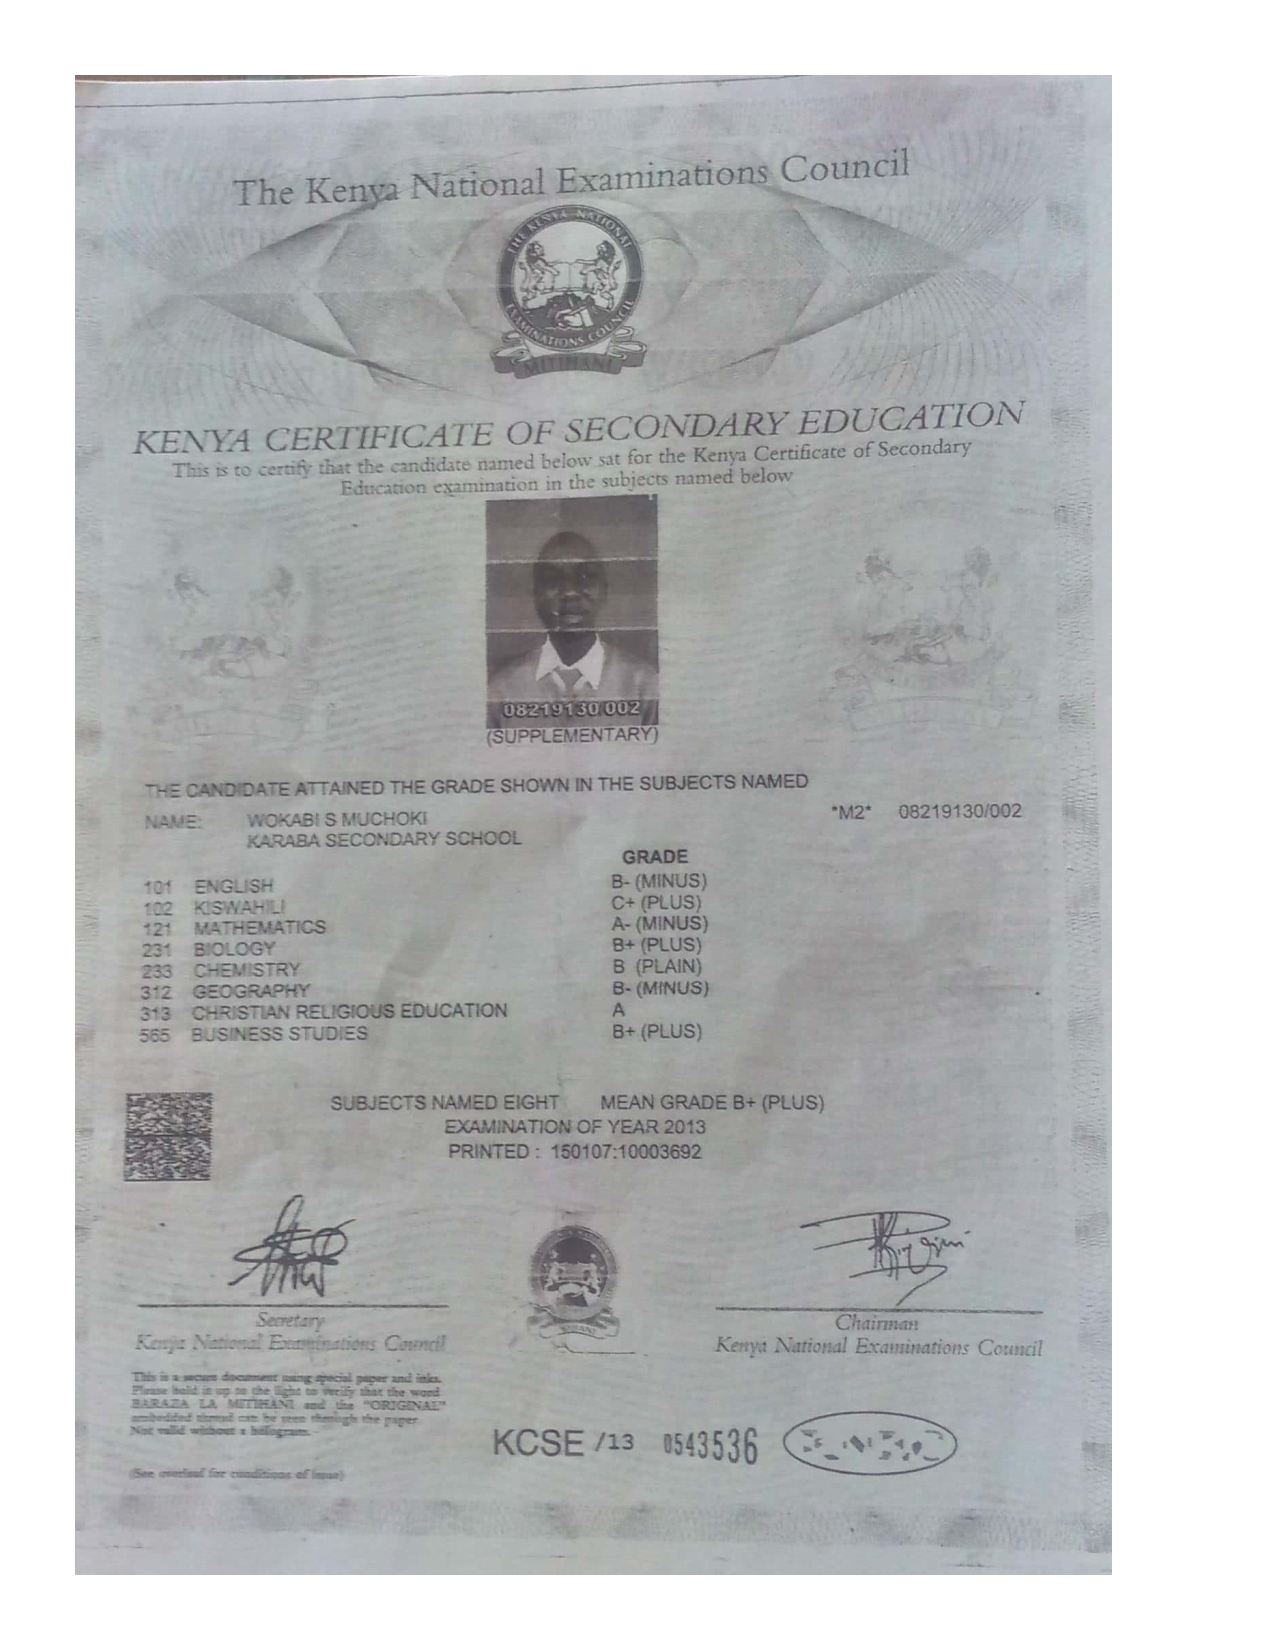 The Kenya National Examinations Council
THE KENYA NATIONAL
EXAMINATIONS COUNCIL
MITIHANI
KENYA CERTIFICATE OF SECONDARY EDUCATION
This is to certify that the candidate named below sat for the Kenya Certificate of Secondary
Education examination in the subjects named below
08219130 002
(SUPPLEMENTARY)
THE CANDIDATE ATTAINED THE GRADE SHOWN IN THE SUBJECTS NAMED
NAME: WOKABI S MUCHOKI *M2* 08219130/002
KARABA SECONDARY SCHOOL
GRADE
101 ENGLISH B- (MINUS)
102 KISWAHILI C+ (PLUS)
121 MATHEMATICS A- (MINUS)
231 BIOLOGY B+ (PLUS)
233 CHEMISTRY B (PLAIN)
312 GEOGRAPHY B- (MINUS)
313 CHRISTIAN RELIGIOUS EDUCATION A
565 BUSINESS STUDIES B+ (PLUS)
SUBJECTS NAMED EIGHT MEAN GRADE B+ (PLUS)
EXAMINATION OF YEAR 2013
PRINTED : 150107:10003692
Secretary
Kenya National Examinations Council
Chairman
Kenya National Examinations Council
This is a secure document using special paper and inks.
Please hold it up to the light to verify that the word
BARAZA LA MITIHANI and the "ORIGINAL"
embedded thread can be seen through the paper.
Not valid without a hologram.
(See overleaf for conditions of issue)
KCSE /13 0543536